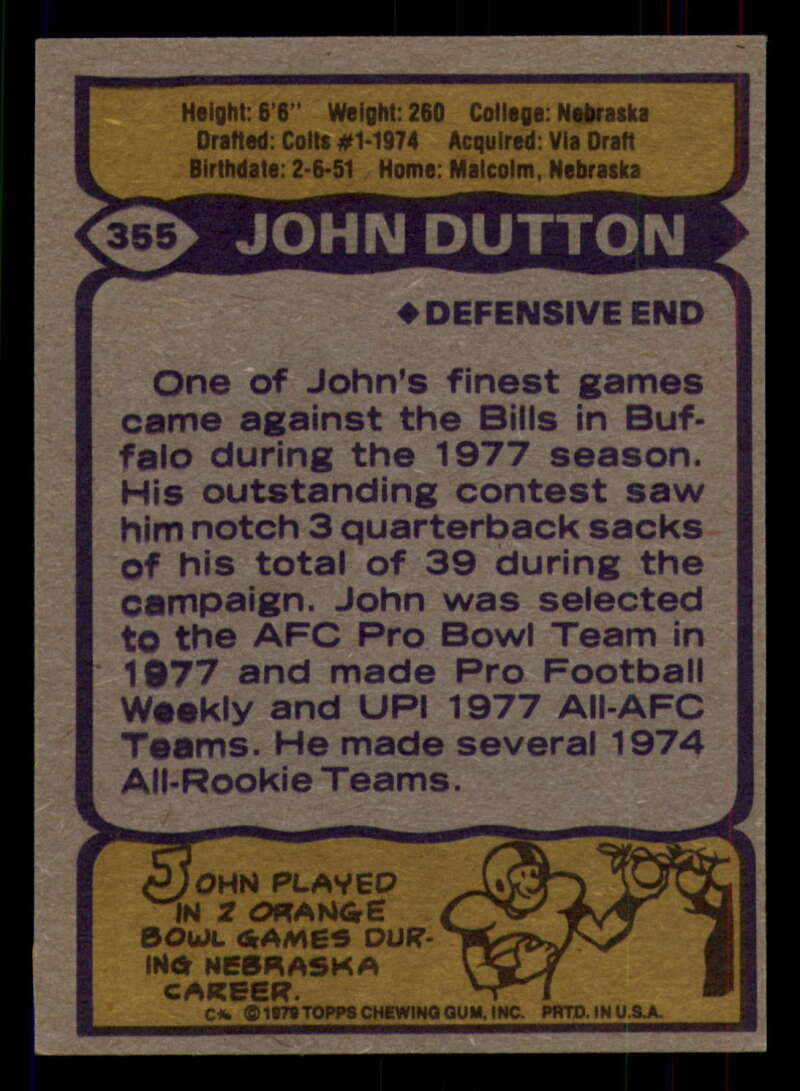 Height: 6'6" Weight: 260 College: Nebraska
Drafted: Colts #1-1974 Acquired: Via Draft
Birthdate: 2-6-51 Home: Malcolm, Nebraska
355 JOHN DUTTON
♦ DEFENSIVE END
One of John's finest games
came against the Bills in Buf-
falo during the 1977 season.
His outstanding contest saw
him notch 3 quarterback sacks
of his total of 39 during the
campaign. John was selected
to the AFC Pro Bowl Team in
1977 and made Pro Football
Weekly and UPI 1977 All-AFC
Teams. He made several 1974
All-Rookie Teams.
JOHN PLAYED
IN 2 ORANGE
BOWL GAMES DUR-
ING NEBRASKA
CAREER.
©1979 TOPPS CHEWING GUM, INC. PRTD. IN U.S.A.